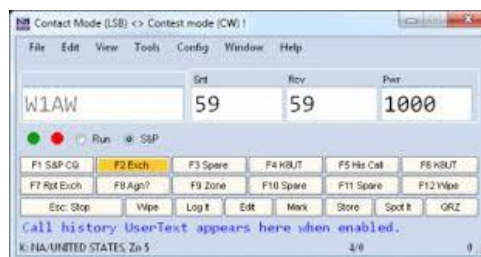 Contact Mode (LSB) <> Contest mode (CW) !
File Edit View Tools Config Window Help
Snt Rcv Pwr
W1AW 59 59 1000
Run S&P
F1 S&P CQ F2 Exch F3 Spare F4 K8UT F5 His Call F6 K8UT
F7 Rpt Exch F8 Agn? F9 Zone F10 Spare F11 Spare F12 Wipe
Esc: Stop Wipe Log It Edit Mark Store Spot It QRZ
Call history UserText appears here when enabled.
K: NA/UNITED STATES, Zn 5 4/0 0